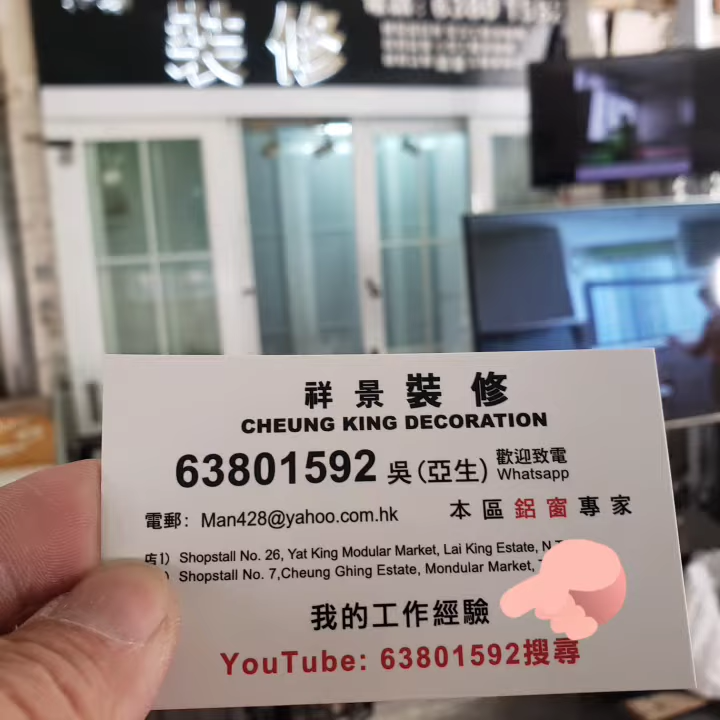 裝修
祥景裝修
CHEUNG KING DECORATION
63801592 吳(亞生) 歡迎致電 Whatsapp
電郵: Man428@yahoo.com.hk 本區鋁窗專家
店1) Shopstall No. 26, Yat King Modular Market, Lai King Estate, N.T
) Shopstall No. 7,Cheung Ghing Estate, Mondular Market,
我的工作經驗
YouTube: 63801592搜尋